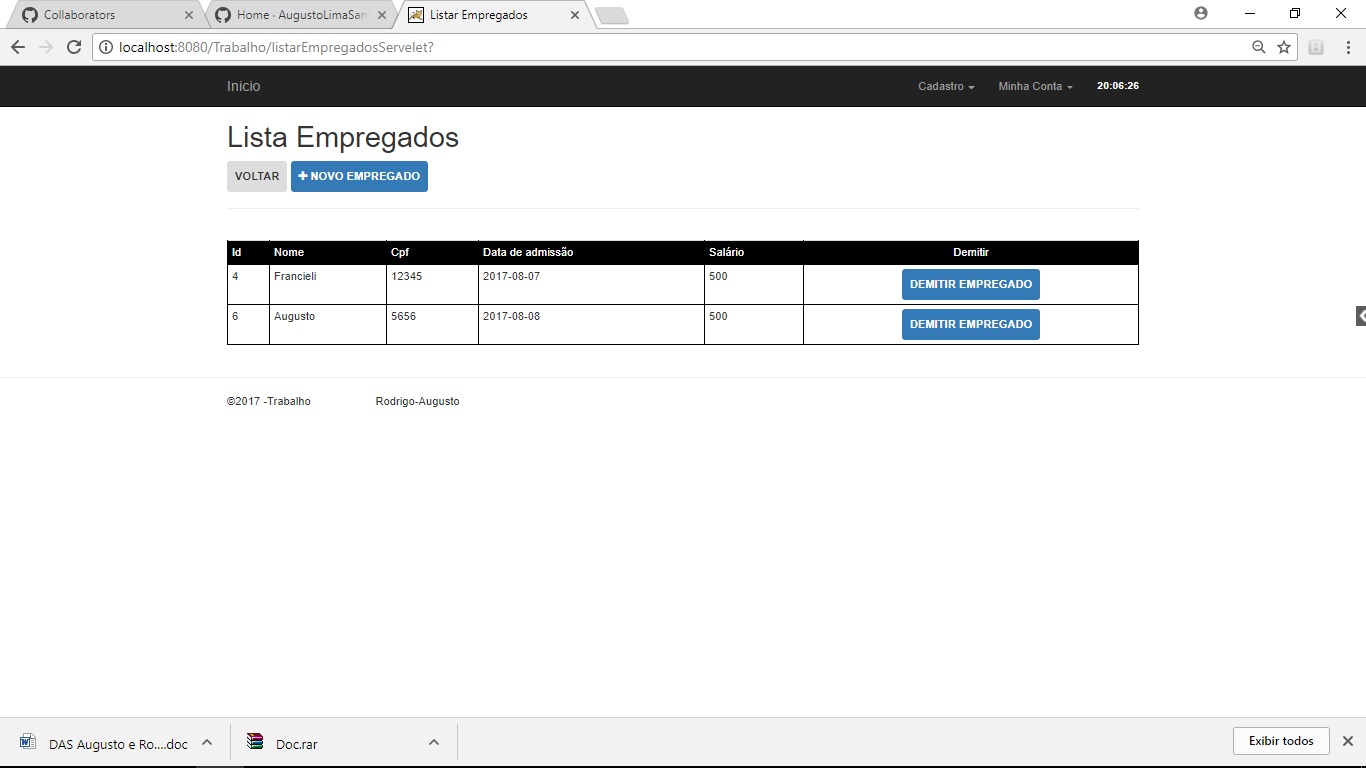 Collaborators
Home · AugustoLimaSan
Listar Empregados
localhost:8080/Trabalho/listarEmpregadosServelet?
Inicio
Cadastro
Minha Conta
20:06:26
Lista Empregados
VOLTAR
NOVO EMPREGADO
Id Nome Cpf Data de admissão Salário Demitir
4 Francieli 12345 2017-08-07 500 DEMITIR EMPREGADO
6 Augusto 5656 2017-08-08 500 DEMITIR EMPREGADO
©2017 -Trabalho Rodrigo-Augusto
DAS Augusto e Ro....doc
Doc.rar
Exibir todos